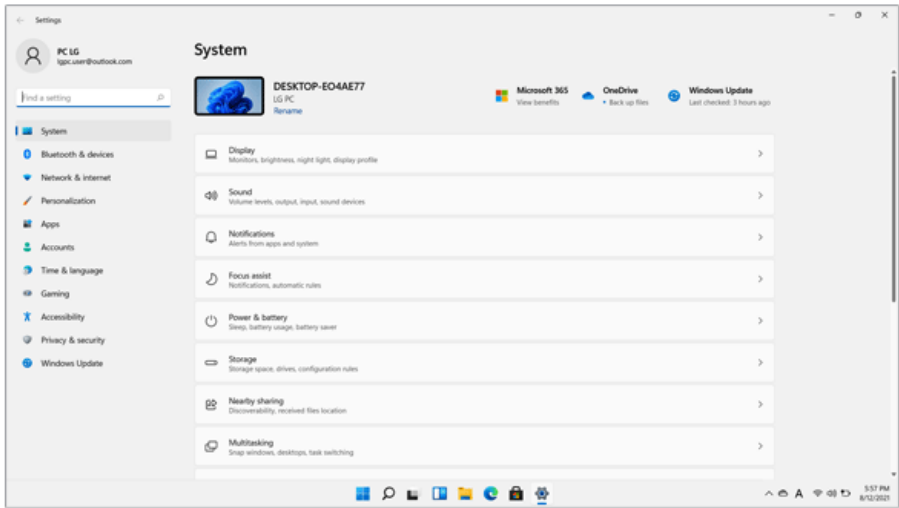 Settings
PC LG
lgpc.user@outlook.com
Find a setting
System
Bluetooth & devices
Network & internet
Personalization
Apps
Accounts
Time & language
Gaming
Accessibility
Privacy & security
Windows Update
System
DESKTOP-EO4AE77
LG PC
Rename
Microsoft 365
View benefits
OneDrive
• Back up files
Windows Update
Last checked: 3 hours ago
Display
Monitors, brightness, night light, display profile
Sound
Volume levels, output, input, sound devices
Notifications
Alerts from apps and system
Focus assist
Notifications, automatic rules
Power & battery
Sleep, battery usage, battery saver
Storage
Storage space, drives, configuration rules
Nearby sharing
Discoverability, received files location
Multitasking
Snap windows, desktops, task switching
A
5:57 PM
8/12/2021